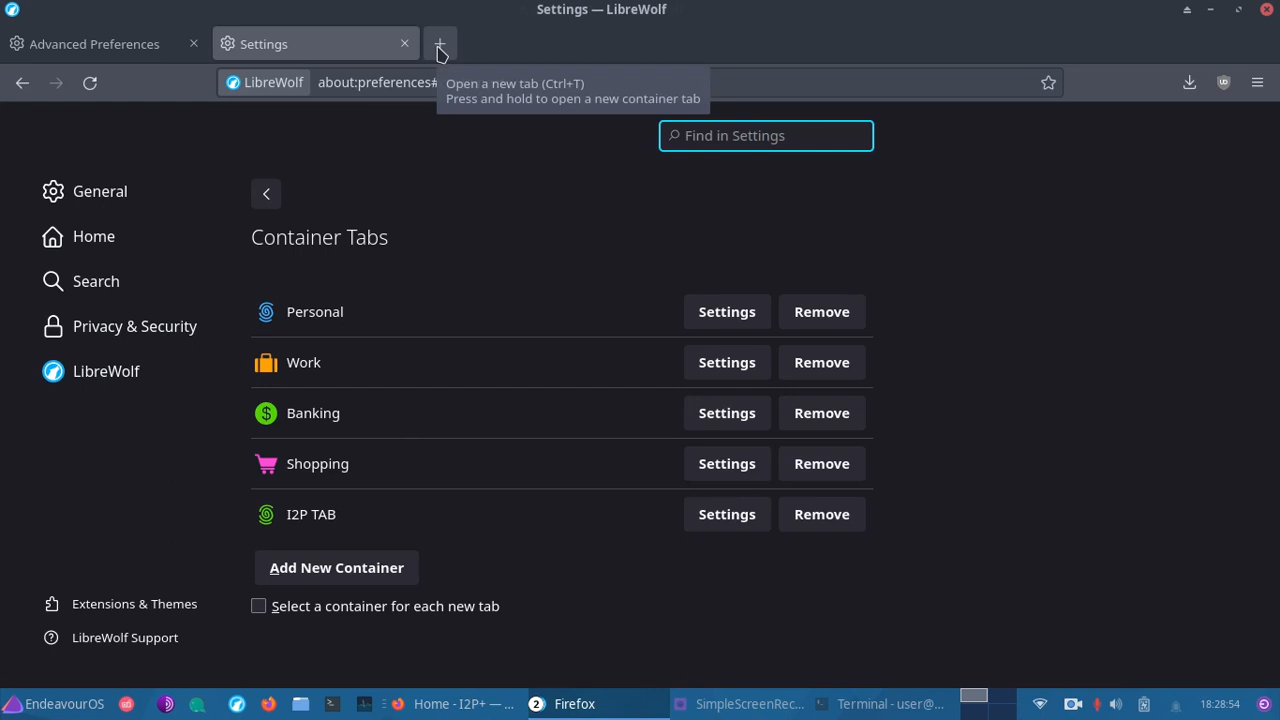 Settings — LibreWolf
Advanced Preferences
Settings
LibreWolf
about:preferences#
Open a new tab (Ctrl+T)
Press and hold to open a new container tab
Find in Settings
General
Home
Search
Privacy & Security
LibreWolf
Container Tabs
Personal Settings Remove
Work Settings Remove
Banking Settings Remove
Shopping Settings Remove
I2P TAB Settings Remove
Add New Container
Select a container for each new tab
Extensions & Themes
LibreWolf Support
EndeavourOS
Home - I2P+ — ...
2 Firefox
SimpleScreenRec...
Terminal - user@...
18:28:54